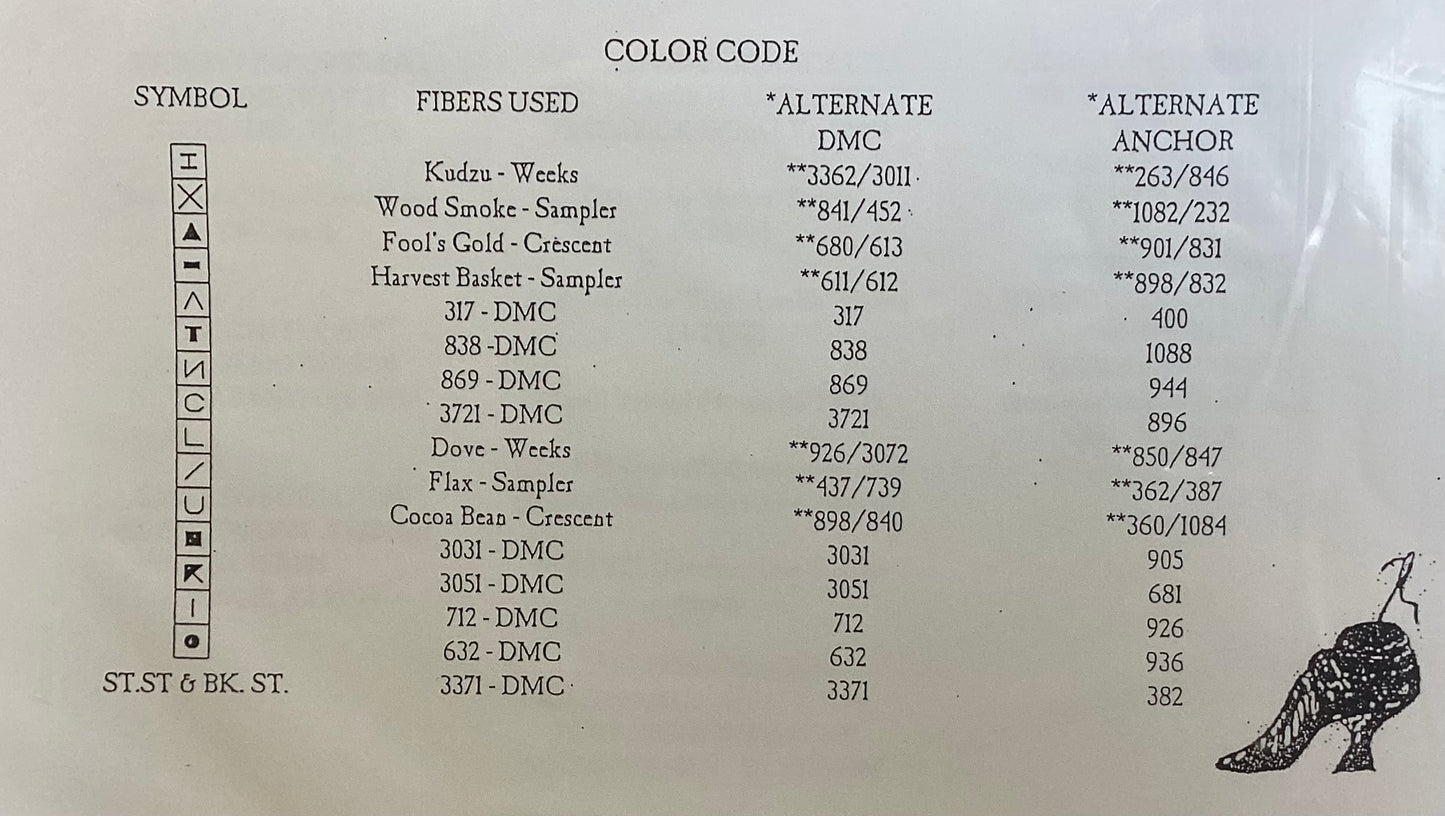 COLOR CODE
SYMBOL FIBERS USED *ALTERNATE DMC *ALTERNATE ANCHOR
I Kudzu - Weeks **3362/3011 **263/846
X Wood Smoke - Sampler **841/452 **1082/232
▲ Fool's Gold - Crescent **680/613 **901/831
▬ Harvest Basket - Sampler **611/612 **898/832
Λ 317 - DMC 317 400
T 838 -DMC 838 1088
И 869 - DMC 869 944
C 3721 - DMC 3721 896
L Dove - Weeks **926/3072 **850/847
/ Flax - Sampler **437/739 **362/387
U Cocoa Bean - Crescent **898/840 **360/1084
▣ 3031 - DMC 3031 905
◤ 3051 - DMC 3051 681
| 712 - DMC 712 926
● 632 - DMC 632 936
ST.ST & BK. ST. 3371 - DMC 3371 382